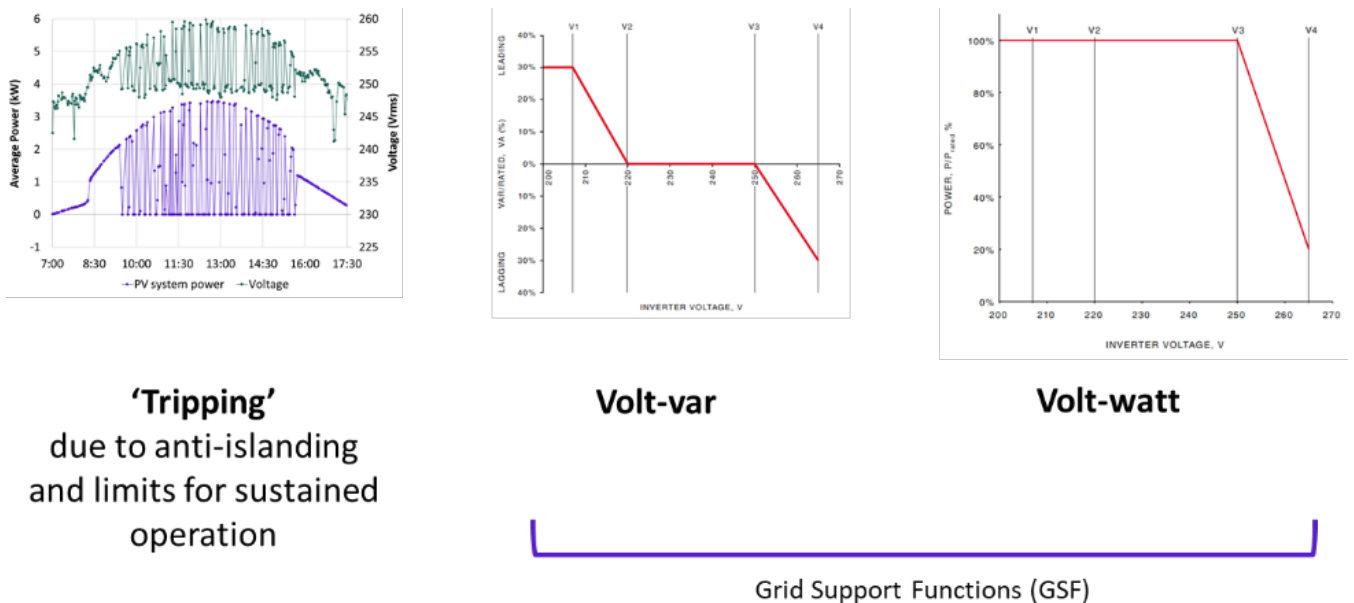 6
5
4
3
2
1
0
-1
Average Power (kW)
260
255
250
245
240
235
230
225
Voltage (Vrms)
7:00 8:30 10:00 11:30 13:00 14:30 16:00 17:30
PV system power Voltage
V1 V2 V3 V4
40%
30%
20%
10%
0%
10%
20%
30%
40%
LEADING
VAR/RATED, VA (%)
LAGGING
200 210 220 230 240 250 260 270
INVERTER VOLTAGE, V
V1 V2 V3 V4
100%
80%
60%
40%
20%
0%
POWER, P/Prated %
200 210 220 230 240 250 260 270
INVERTER VOLTAGE, V
‘Tripping’
due to anti-islanding
and limits for sustained
operation
Volt-var
Volt-watt
Grid Support Functions (GSF)